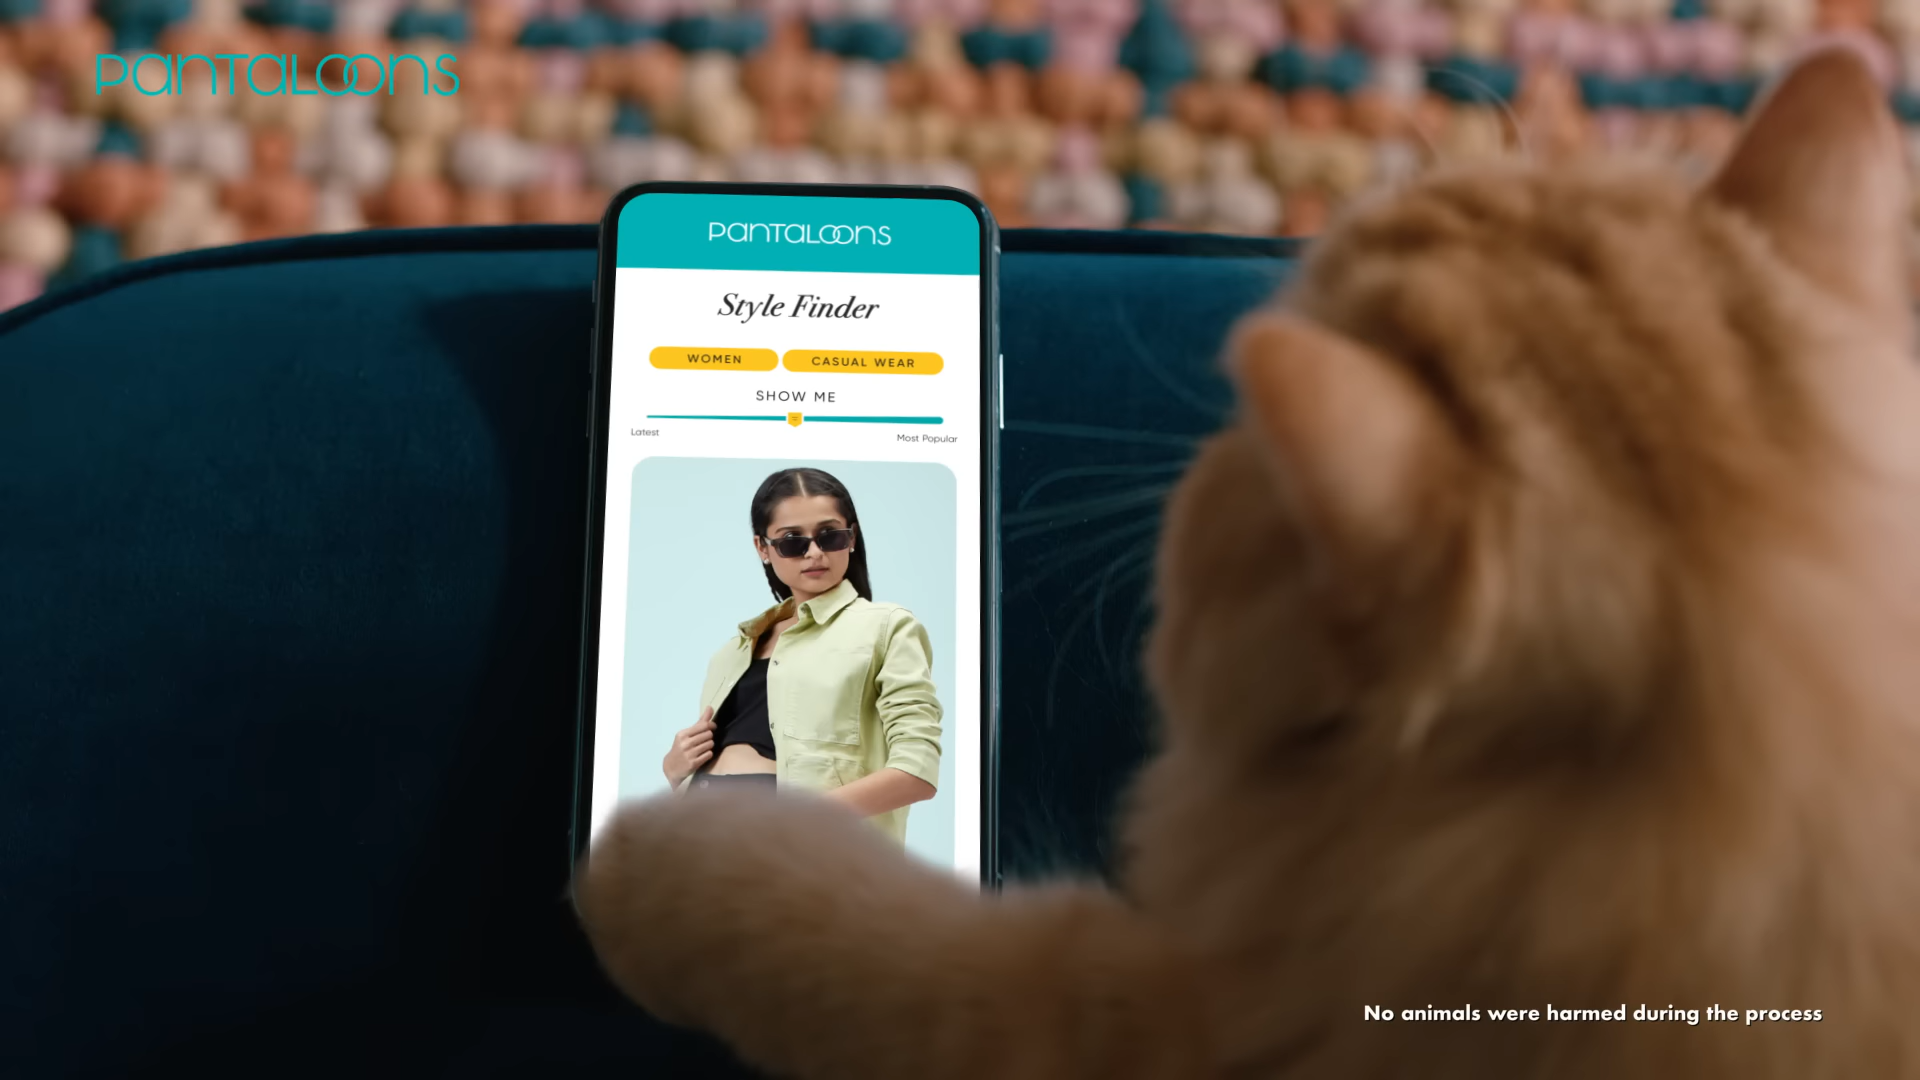 PANTALOONS
PANTALOONS
Style Finder
WOMEN
CASUAL WEAR
SHOW ME
Latest
Most Popular
No animals were harmed during the process